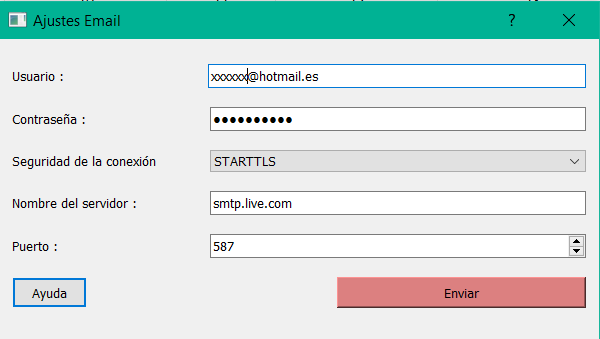 Ajustes Email
?
Usuario : xxxxxx@hotmail.es
Contraseña : ●●●●●●●●●●
Seguridad de la conexión STARTTLS
Nombre del servidor : smtp.live.com
Puerto : 587
Ayuda Enviar